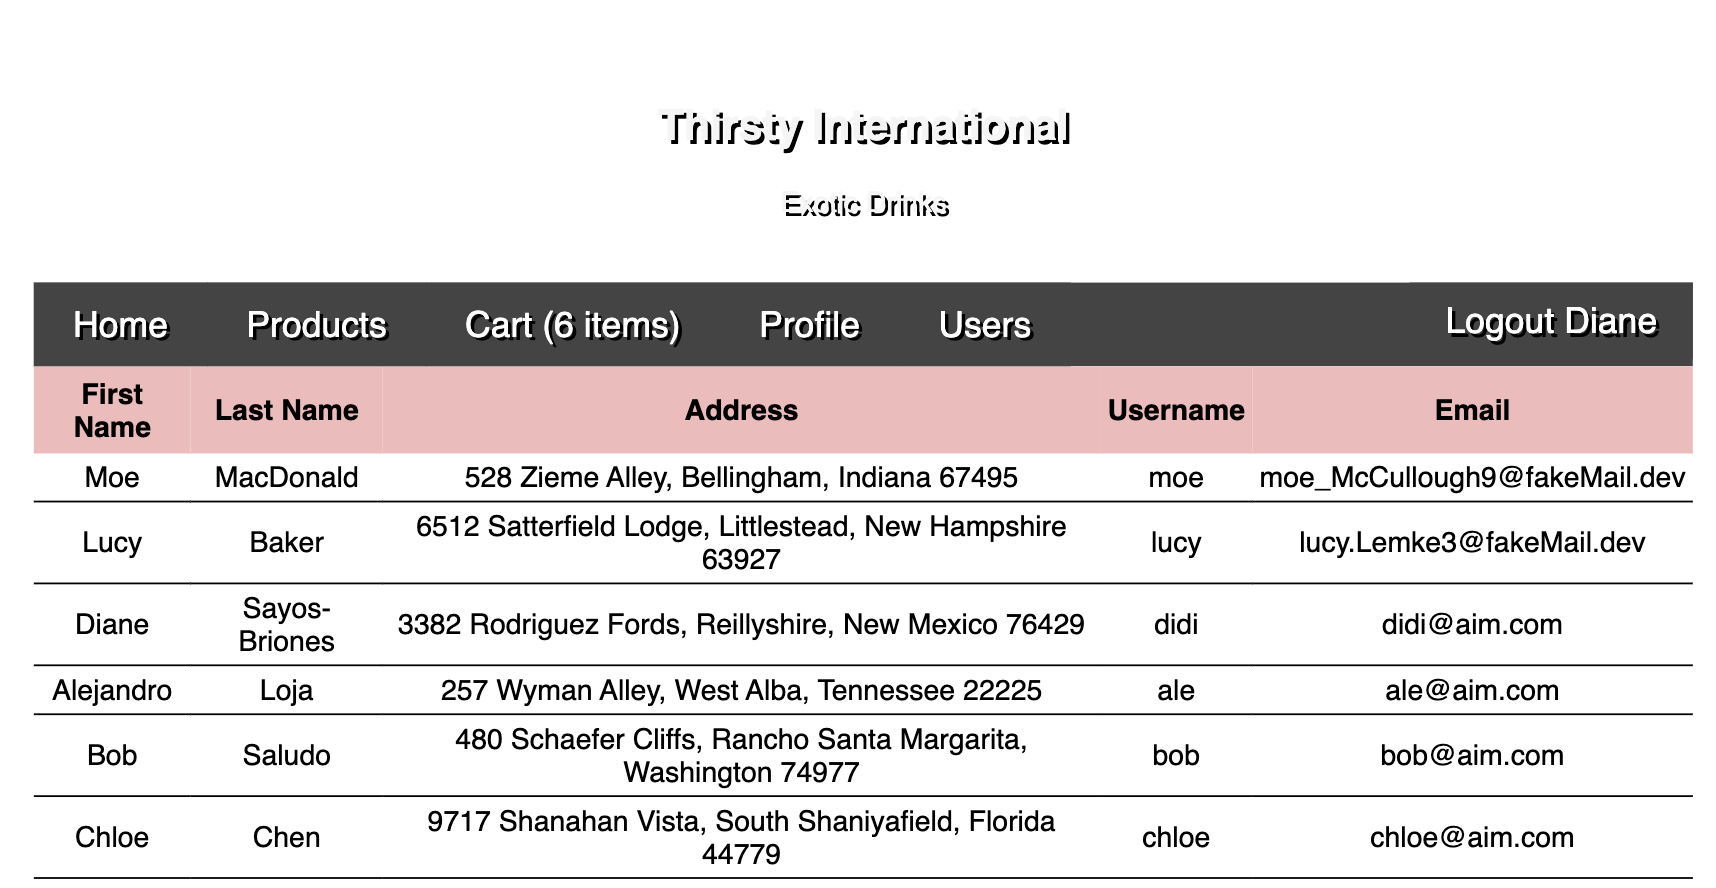 Thirsty International
Exotic Drinks
Home Products Cart (6 items) Profile Users Logout Diane
First Name Last Name Address Username Email
Moe MacDonald 528 Zieme Alley, Bellingham, Indiana 67495 moe moe_McCullough9@fakeMail.dev
Lucy Baker 6512 Satterfield Lodge, Littlestead, New Hampshire 63927 lucy lucy.Lemke3@fakeMail.dev
Diane Sayos-Briones 3382 Rodriguez Fords, Reillyshire, New Mexico 76429 didi didi@aim.com
Alejandro Loja 257 Wyman Alley, West Alba, Tennessee 22225 ale ale@aim.com
Bob Saludo 480 Schaefer Cliffs, Rancho Santa Margarita, Washington 74977 bob bob@aim.com
Chloe Chen 9717 Shanahan Vista, South Shaniyafield, Florida 44779 chloe chloe@aim.com